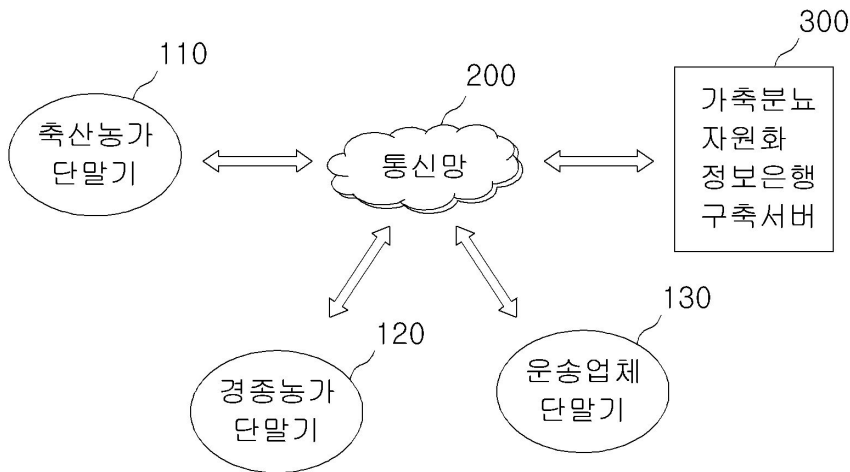 110
축산농가
단말기
200
통신망
300
가축분뇨
자원화
정보은행
구축서버
120
경종농가
단말기
130
운송업체
단말기